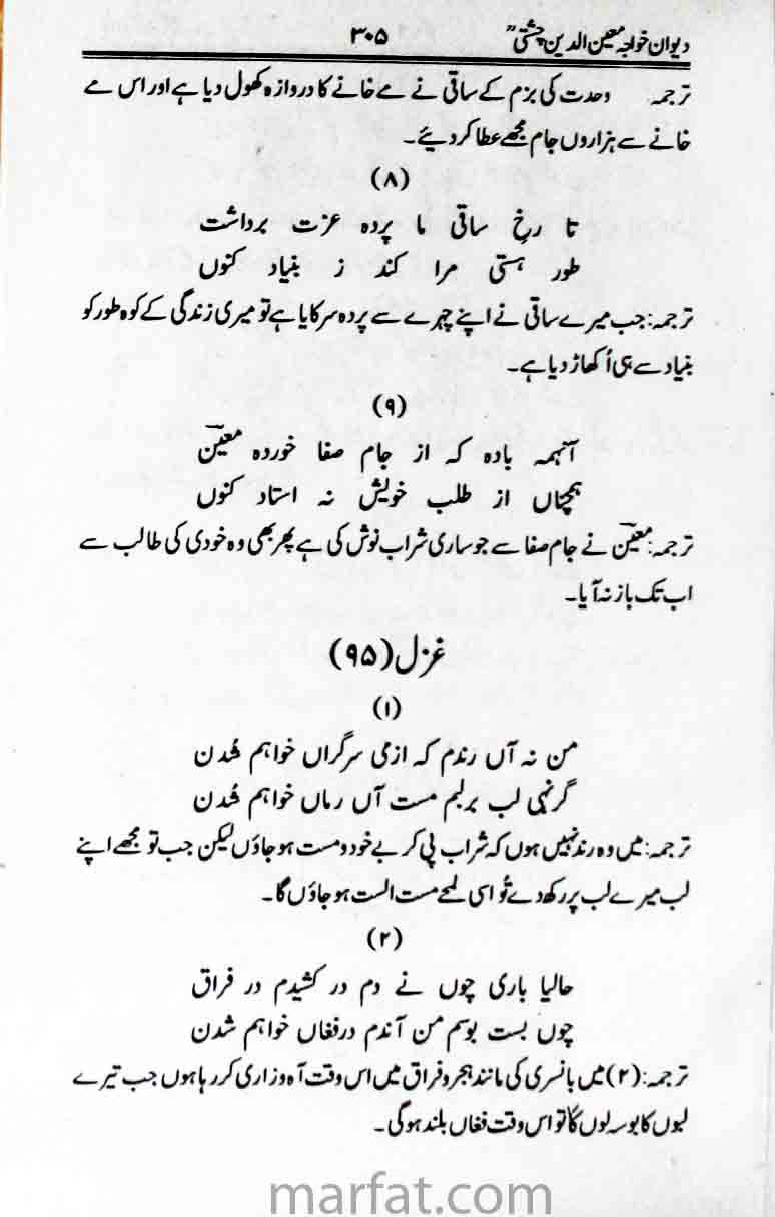 دیوان خواجہ معین الدین چشتیؒ ۳۰۵
ترجمہ وحدت کی بزم کے ساقی نے مے خانے کا دروازہ کھول دیا ہے اور اس مے
خانے سے ہزاروں جام مجھے عطا کر دیئے۔
(۸)
تا رخ ساقی ما پردہ عزت برداشت
طور ہستی مرا کند ز بنیاد کنوں
ترجمہ: جب میرے ساقی نے اپنے چہرے سے پردہ سرکایا ہے تو میری زندگی کے کوہ طور کو
بنیاد سے ہی اُکھاڑ دیا ہے۔
(۹)
آنہمہ بادہ کہ از جام صفا خوردہ معینؔ
ہمچناں از طلب خویش نہ استاد کنوں
ترجمہ: معینؔ نے جام صفا سے جو ساری شراب نوش کی ہے پھر بھی وہ خودی کی طالب سے
اب تک باز نہ آیا۔
غزل (۹۵)
(۱)
من نہ آں رندم کہ ازمی سرگراں خواہم شدن
گر نہی لب برلبم مست آں زماں خواہم شدن
ترجمہ: میں وہ رند نہیں ہوں کہ شراب پی کر بے خود و مست ہو جاؤں لیکن جب تو مجھے اپنے
لب میرے لب پر رکھ دے تُو اسی لمحے مست الست ہو جاؤں گا۔
(۲)
حالیا باری چوں نے دم در کشیدم در فراق
چوں بست بوسم من آندم درفغاں خواہم شدن
ترجمہ: (۲) میں بانسری کی مانند ہجر و فراق میں اس وقت آہ و زاری کر رہا ہوں جب تیرے
لبوں کا بوسہ لوں گا تو اس وقت فغاں بلند ہوگی۔
marfat.com